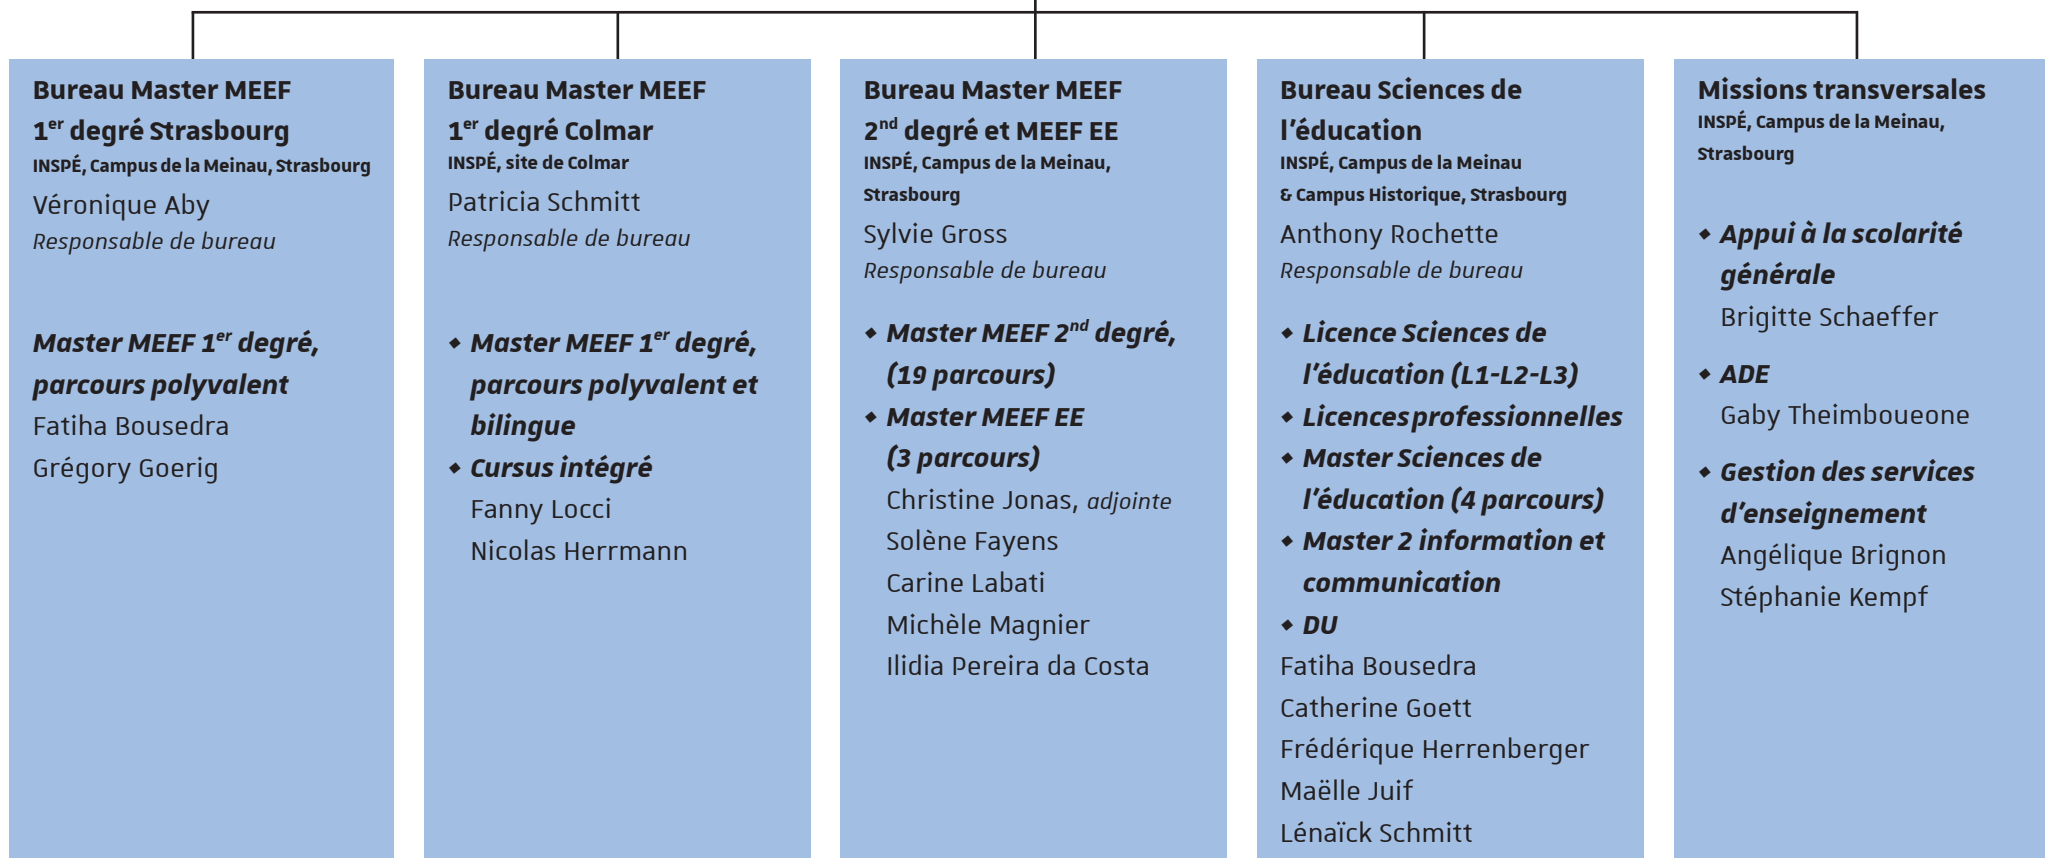 Bureau Master MEEF
1er degré Strasbourg
INSPÉ, Campus de la Meinau, Strasbourg
Véronique Aby
Responsable de bureau
Master MEEF 1er degré,
parcours polyvalent
Fatiha Bousedra
Grégory Goerig
Bureau Master MEEF
1er degré Colmar
INSPÉ, site de Colmar
Patricia Schmitt
Responsable de bureau
◆ Master MEEF 1er degré,
parcours polyvalent et
bilingue
◆ Cursus intégré
Fanny Locci
Nicolas Herrmann
Bureau Master MEEF
2nd degré et MEEF EE
INSPÉ, Campus de la Meinau,
Strasbourg
Sylvie Gross
Responsable de bureau
◆ Master MEEF 2nd degré,
(19 parcours)
◆ Master MEEF EE
(3 parcours)
Christine Jonas, adjointe
Solène Fayens
Carine Labati
Michèle Magnier
Ilidia Pereira da Costa
Bureau Sciences de
l'éducation
INSPÉ, Campus de la Meinau
& Campus Historique, Strasbourg
Anthony Rochette
Responsable de bureau
◆ Licence Sciences de
l'éducation (L1-L2-L3)
◆ Licences professionnelles
◆ Master Sciences de
l'éducation (4 parcours)
◆ Master 2 information et
communication
◆ DU
Fatiha Bousedra
Catherine Goett
Frédérique Herrenberger
Maëlle Juif
Lénaïck Schmitt
Missions transversales
INSPÉ, Campus de la Meinau,
Strasbourg
◆ Appui à la scolarité
générale
Brigitte Schaeffer
◆ ADE
Gaby Theimboueone
◆ Gestion des services
d'enseignement
Angélique Brignon
Stéphanie Kempf